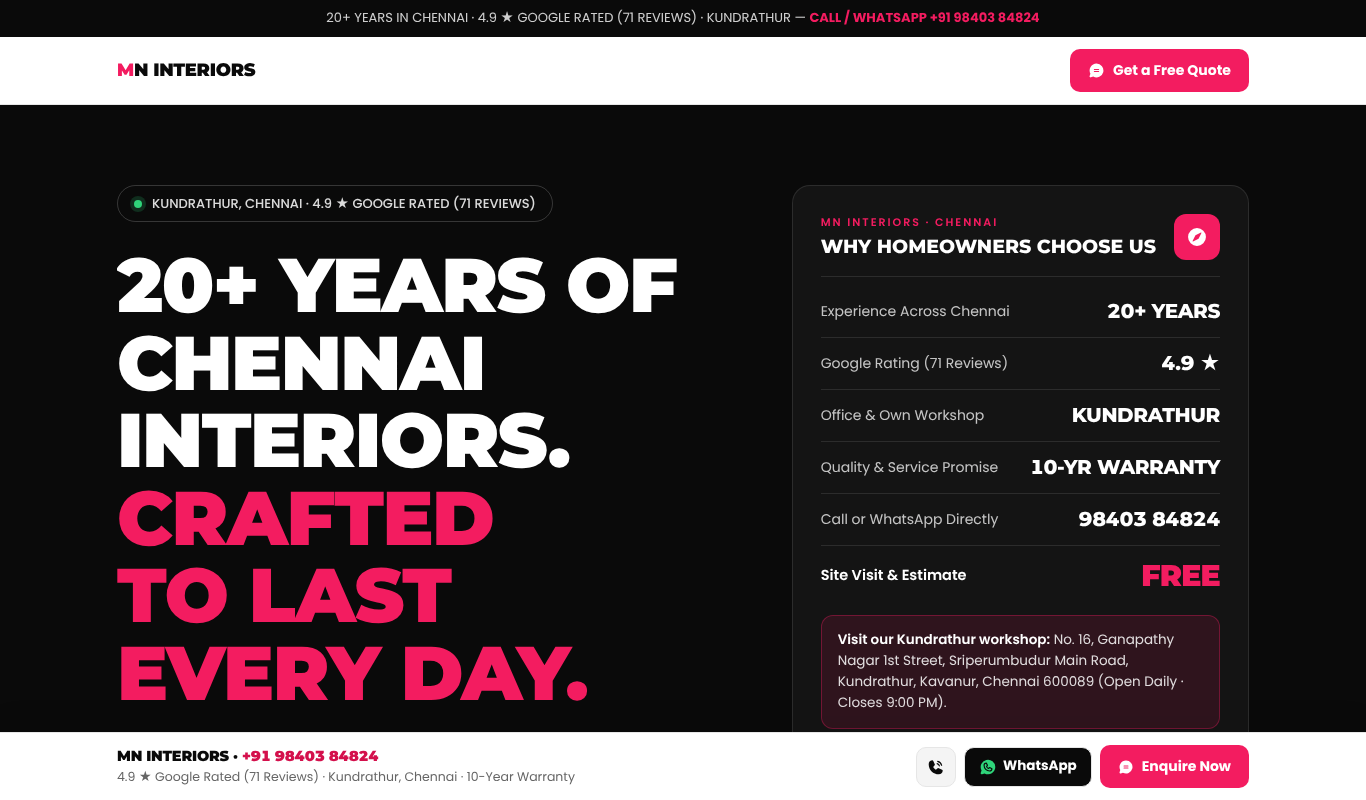 20+ YEARS IN CHENNAI · 4.9 ★ GOOGLE RATED (71 REVIEWS) · KUNDRATHUR — CALL / WHATSAPP +91 98403 84824
MN INTERIORS
Get a Free Quote
KUNDRATHUR, CHENNAI · 4.9 ★ GOOGLE RATED (71 REVIEWS)
20+ YEARS OF
CHENNAI
INTERIORS.
CRAFTED
TO LAST
EVERY DAY.
MN INTERIORS · CHENNAI
WHY HOMEOWNERS CHOOSE US
Experience Across Chennai 20+ YEARS
Google Rating (71 Reviews) 4.9 ★
Office & Own Workshop KUNDRATHUR
Quality & Service Promise 10-YR WARRANTY
Call or WhatsApp Directly 98403 84824
Site Visit & Estimate FREE
Visit our Kundrathur workshop: No. 16, Ganapathy
Nagar 1st Street, Sriperumbudur Main Road,
Kundrathur, Kavanur, Chennai 600089 (Open Daily ·
Closes 9:00 PM).
MN INTERIORS · +91 98403 84824
4.9 ★ Google Rated (71 Reviews) · Kundrathur, Chennai · 10-Year Warranty
WhatsApp
Enquire Now